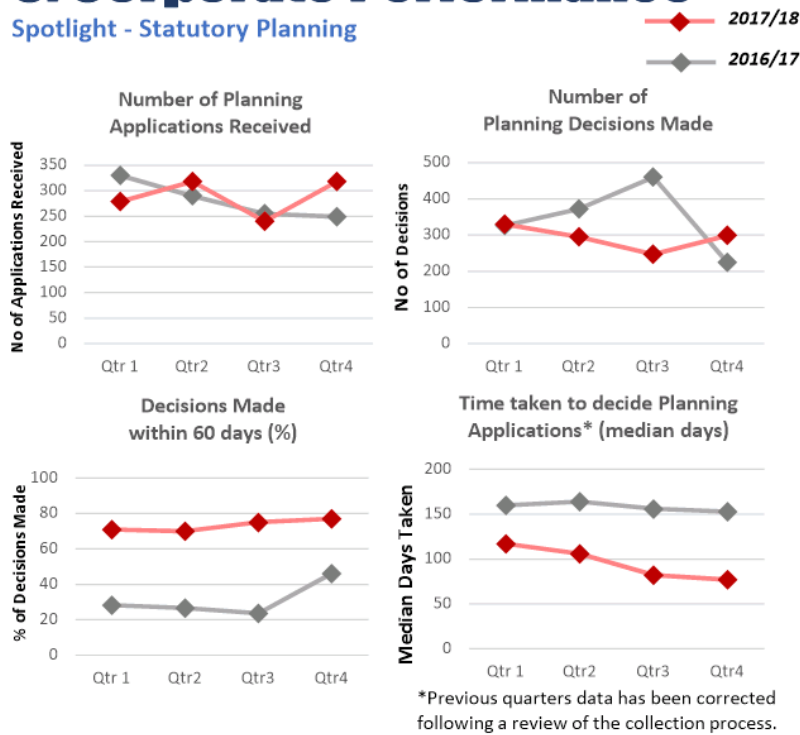 Spotlight - Statutory Planning
2017/18
2016/17
Number of Planning
Applications Received
No of Applications Received
350
300
250
200
150
100
50
0
Qtr 1
Qtr2
Qtr3
Qtr4
Number of
Planning Decisions Made
No of Decisions
500
400
300
200
100
0
Qtr 1
Qtr2
Qtr3
Qtr4
Decisions Made
within 60 days (%)
% of Decisions Made
100
80
60
40
20
0
Qtr 1
Qtr2
Qtr3
Qtr4
Time taken to decide Planning
Applications* (median days)
Median Days Taken
200
150
100
50
0
Qtr 1
Qtr2
Qtr3
Qtr4
*Previous quarters data has been corrected
following a review of the collection process.